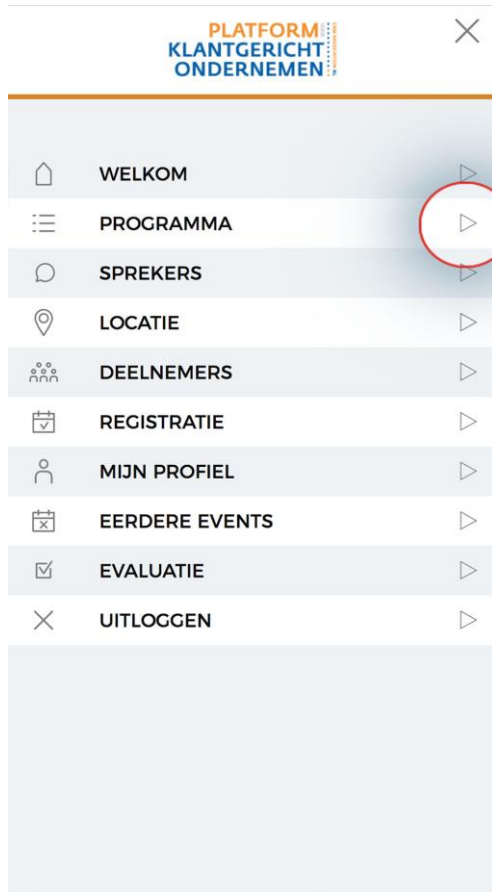 PLATFORM
KLANTGERICHT
ONDERNEMEN
WELKOM
PROGRAMMA
SPREKERS
LOCATIE
DEELNEMERS
REGISTRATIE
MIJN PROFIEL
EERDERE EVENTS
EVALUATIE
UITLOGGEN